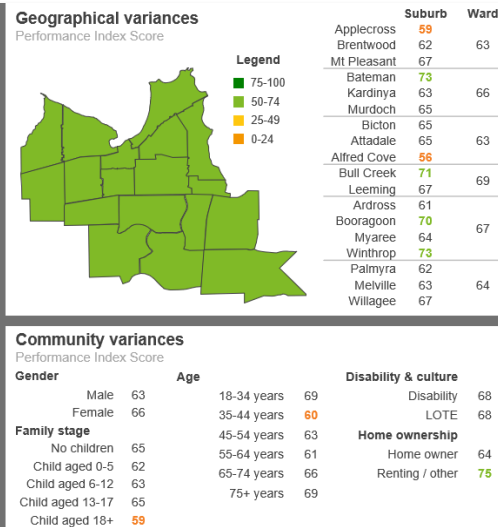 Geographical variances
Performance Index Score
Legend
75-100
50-74
25-49
0-24
Suburb Ward
Applecross 59
Brentwood 62 63
Mt Pleasant 67
Bateman 73
Kardinya 63 66
Murdoch 65
Bicton 65
Attadale 65 63
Alfred Cove 56
Bull Creek 71
69
Leeming 67
Ardross 61
Booragoon 70
67
Myaree 64
Winthrop 73
Palmyra 62
Melville 63 64
Willagee 67
Community variances
Performance Index Score
Gender
Male 63
Female 66
Family stage
No children 65
Child aged 0-5 62
Child aged 6-12 63
Child aged 13-17 65
Child aged 18+ 59
Age
18-34 years 69
35-44 years 60
45-54 years 63
55-64 years 61
65-74 years 66
75+ years 69
Disability & culture
Disability 68
LOTE 68
Home ownership
Home owner 64
Renting / other 75